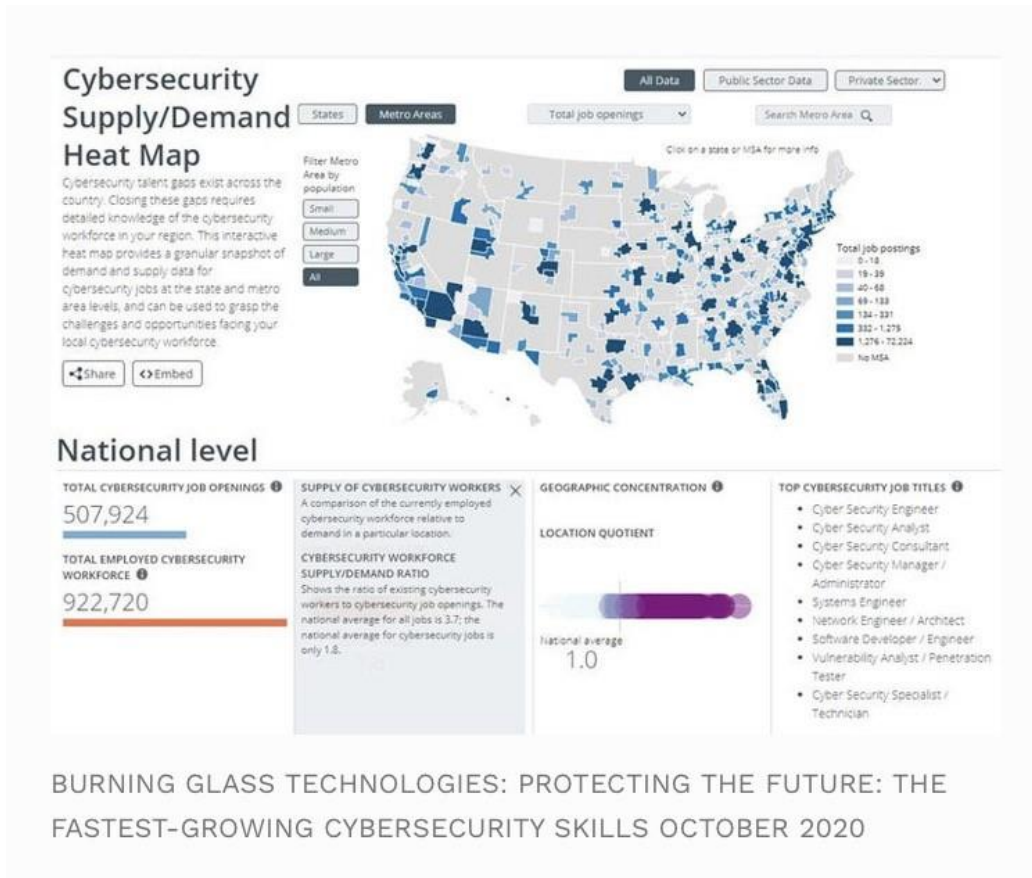 Cybersecurity
Supply/Demand
Heat Map
Cybersecurity talent gaps exist across the
country. Closing these gaps requires
detailed knowledge of the cybersecurity
workforce in your region. This interactive
heat map provides a granular snapshot of
demand and supply data for
cybersecurity jobs at the state and metro
area levels, and can be used to grasp the
challenges and opportunities facing your
local cybersecurity workforce.
Share
Embed
States
Metro Areas
All Data
Public Sector Data
Private Sector
Total job openings
Search Metro Area
Filter Metro
Area by
population
Small
Medium
Large
All
Click on a state or MSA for more info
Total job postings
0 - 18
19 - 39
40 - 68
69 - 133
134 - 331
332 - 1,275
1,276 - 72,224
No MSA
National level
TOTAL CYBERSECURITY JOB OPENINGS
507,924
TOTAL EMPLOYED CYBERSECURITY
WORKFORCE
922,720
SUPPLY OF CYBERSECURITY WORKERS
A comparison of the currently employed
cybersecurity workforce relative to
demand in a particular location.
CYBERSECURITY WORKFORCE
SUPPLY/DEMAND RATIO
Shows the ratio of existing cybersecurity
workers to cybersecurity job openings. The
national average for all jobs is 3.7; the
national average for cybersecurity jobs is
only 1.8.
GEOGRAPHIC CONCENTRATION
LOCATION QUOTIENT
National average
1.0
TOP CYBERSECURITY JOB TITLES
• Cyber Security Engineer
• Cyber Security Analyst
• Cyber Security Consultant
• Cyber Security Manager /
Administrator
• Systems Engineer
• Network Engineer / Architect
• Software Developer / Engineer
• Vulnerability Analyst / Penetration
Tester
• Cyber Security Specialist /
Technician
BURNING GLASS TECHNOLOGIES: PROTECTING THE FUTURE: THE
FASTEST-GROWING CYBERSECURITY SKILLS OCTOBER 2020